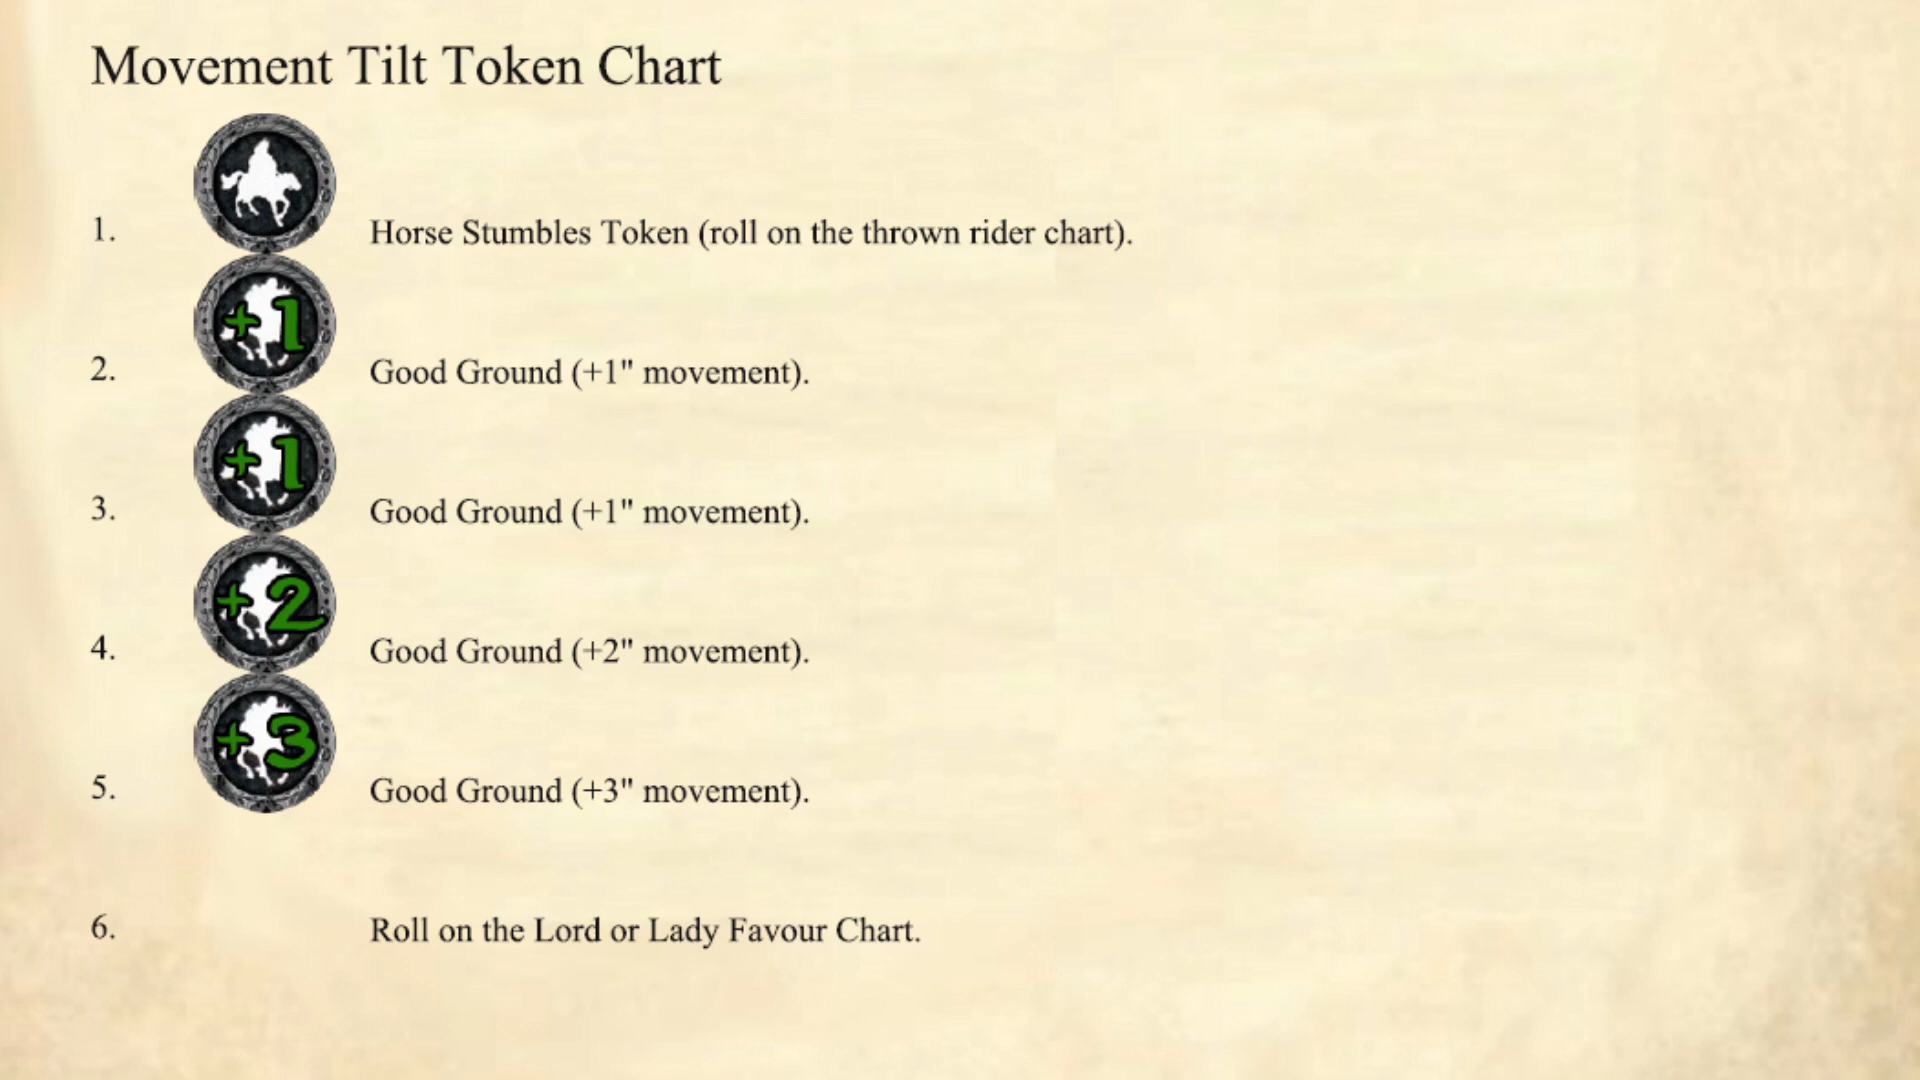 Movement Tilt Token Chart
1. Horse Stumbles Token (roll on the thrown rider chart).
+1
2. Good Ground (+1" movement).
+1
3. Good Ground (+1" movement).
+2
4. Good Ground (+2" movement).
+3
5. Good Ground (+3" movement).
6. Roll on the Lord or Lady Favour Chart.